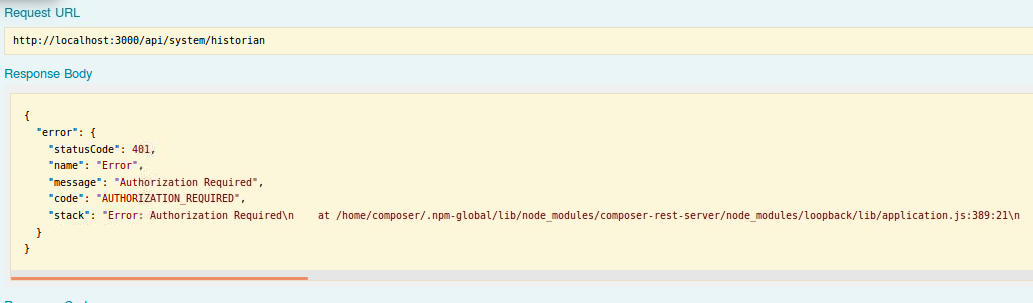 Request URL
http://localhost:3000/api/system/historian
Response Body
{
"error": {
"statusCode": 401,
"name": "Error",
"message": "Authorization Required",
"code": "AUTHORIZATION_REQUIRED",
"stack": "Error: Authorization Required\n    at /home/composer/.npm-global/lib/node_modules/composer-rest-server/node_modules/loopback/lib/application.js:389:21\n
}
}